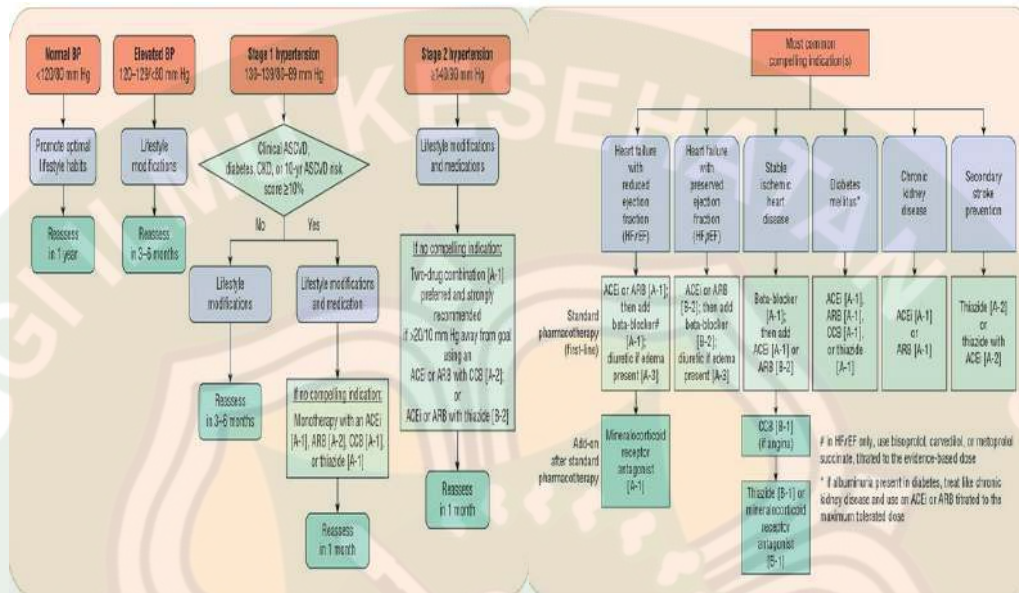 Normal BP
<120/80 mm Hg
Promote optimal
lifestyle habits
Reassess
in 1 year
Elevated BP
120–129/<80 mm Hg
Lifestyle
modifications
Reassess
in 3–6 months
Stage 1 hypertension
130–139/80–89 mm Hg
Clinical ASCVD,
diabetes, CKD, or 10-yr ASCVD risk
score ≥10%
No
Yes
Lifestyle
modifications
Reassess
in 3–6 months
Lifestyle modifications
and medication
If no compelling indication:
Monotherapy with an ACEi
[A-1], ARB [A-2], CCB [A-1],
or thiazide [A-1]
Reassess
in 1 month
Stage 2 hypertension
≥140/90 mm Hg
Lifestyle modifications
and medications
If no compelling indication:
Two-drug combination [A-1]
preferred and strongly
recommended
if >20/10 mm Hg away from goal
using an
ACEi or ARB with CCB [A-2];
or
ACEi or ARB with thiazide [B-2]
Reassess
in 1 month
Most common
compelling indication(s)
Heart failure
with
reduced
ejection
fraction
(HFrEF)
Heart failure
with
preserved
ejection
fraction
(HFpEF)
Stable
ischemic
heart
disease
Diabetes
mellitus*
Chronic
kidney
disease
Secondary
stroke
prevention
Standard
pharmacotherapy
(first-line)
ACEi or ARB [A-1];
then add
beta-blocker#
[A-1];
diuretic if edema
present [A-3]
ACEi or ARB
[B-2]; then add
beta-blocker
[B-2];
diuretic if edema
present [A-3]
Beta-blocker
[A-1];
then add
ACEi [A-1] or
ARB [B-2]
ACEi [A-1],
ARB [A-1],
CCB [A-1],
or thiazide
[A-1]
ACEi [A-1]
or
ARB [A-1]
Thiazide [A-2]
or
thiazide with
ACEi [A-2]
Add-on
after standard
pharmacotherapy
Mineralocorticoid
receptor
antagonist
[A-1]
CCB [B-1]
(if angina)
Thiazide [B-1] or
mineralocorticoid
receptor
antagonist
[B-1]
# in HFrEF only, use bisoprolol, carvedilol, or metoprolol
succinate, titrated to the evidence-based dose
* if albuminuria present in diabetes, treat like chronic
kidney disease and use an ACEi or ARB titrated to the
maximum tolerated dose
GI ILMU KESEHATAN